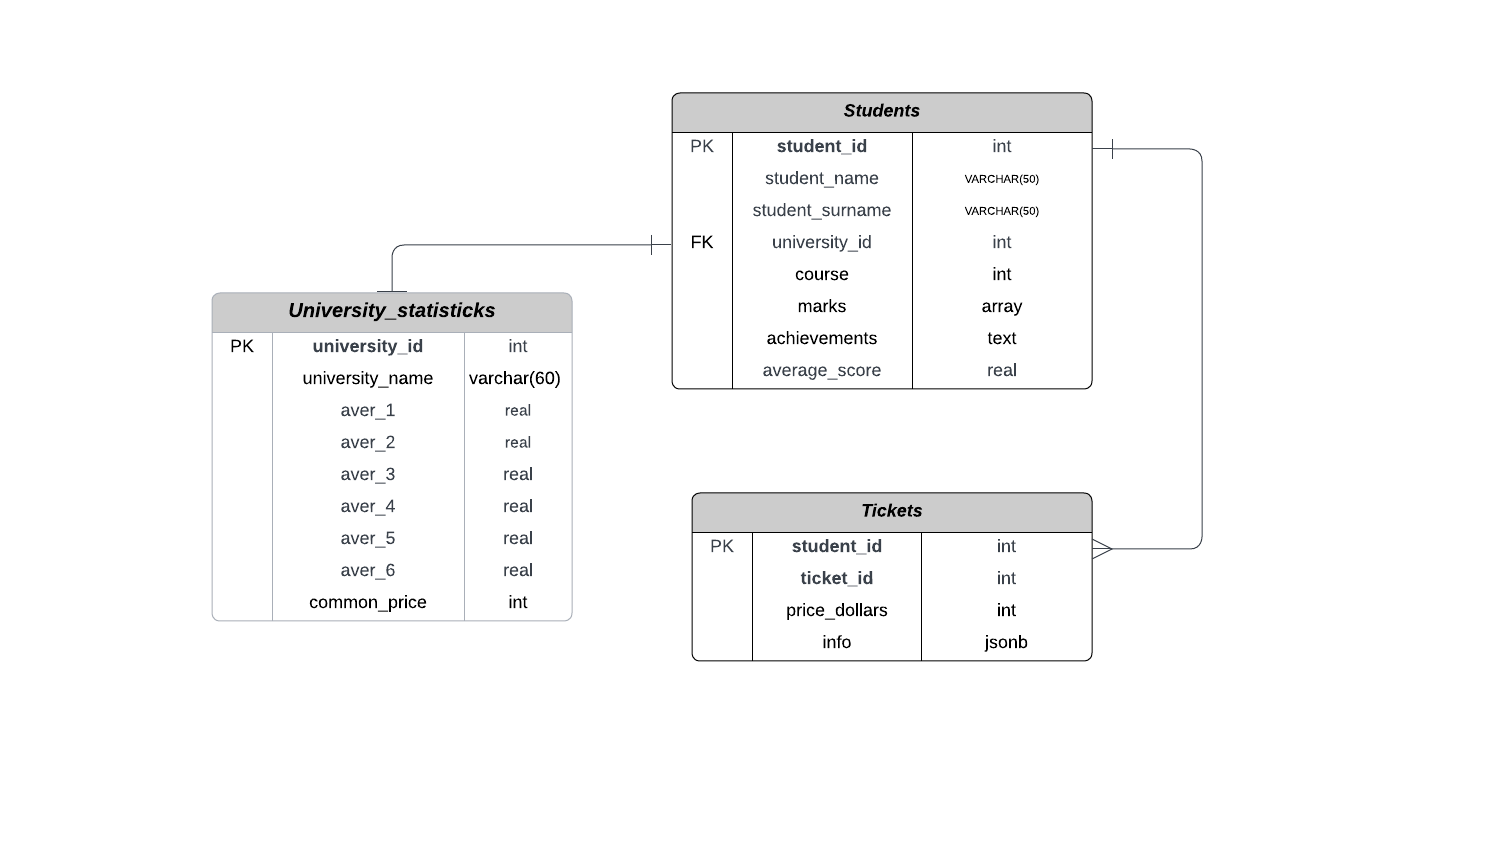 Students
PK student_id int
student_name VARCHAR(50)
student_surname VARCHAR(50)
FK university_id int
course int
marks array
achievements text
average_score real
University_statisticks
PK university_id int
university_name varchar(60)
aver_1 real
aver_2 real
aver_3 real
aver_4 real
aver_5 real
aver_6 real
common_price int
Tickets
PK student_id int
ticket_id int
price_dollars int
info jsonb